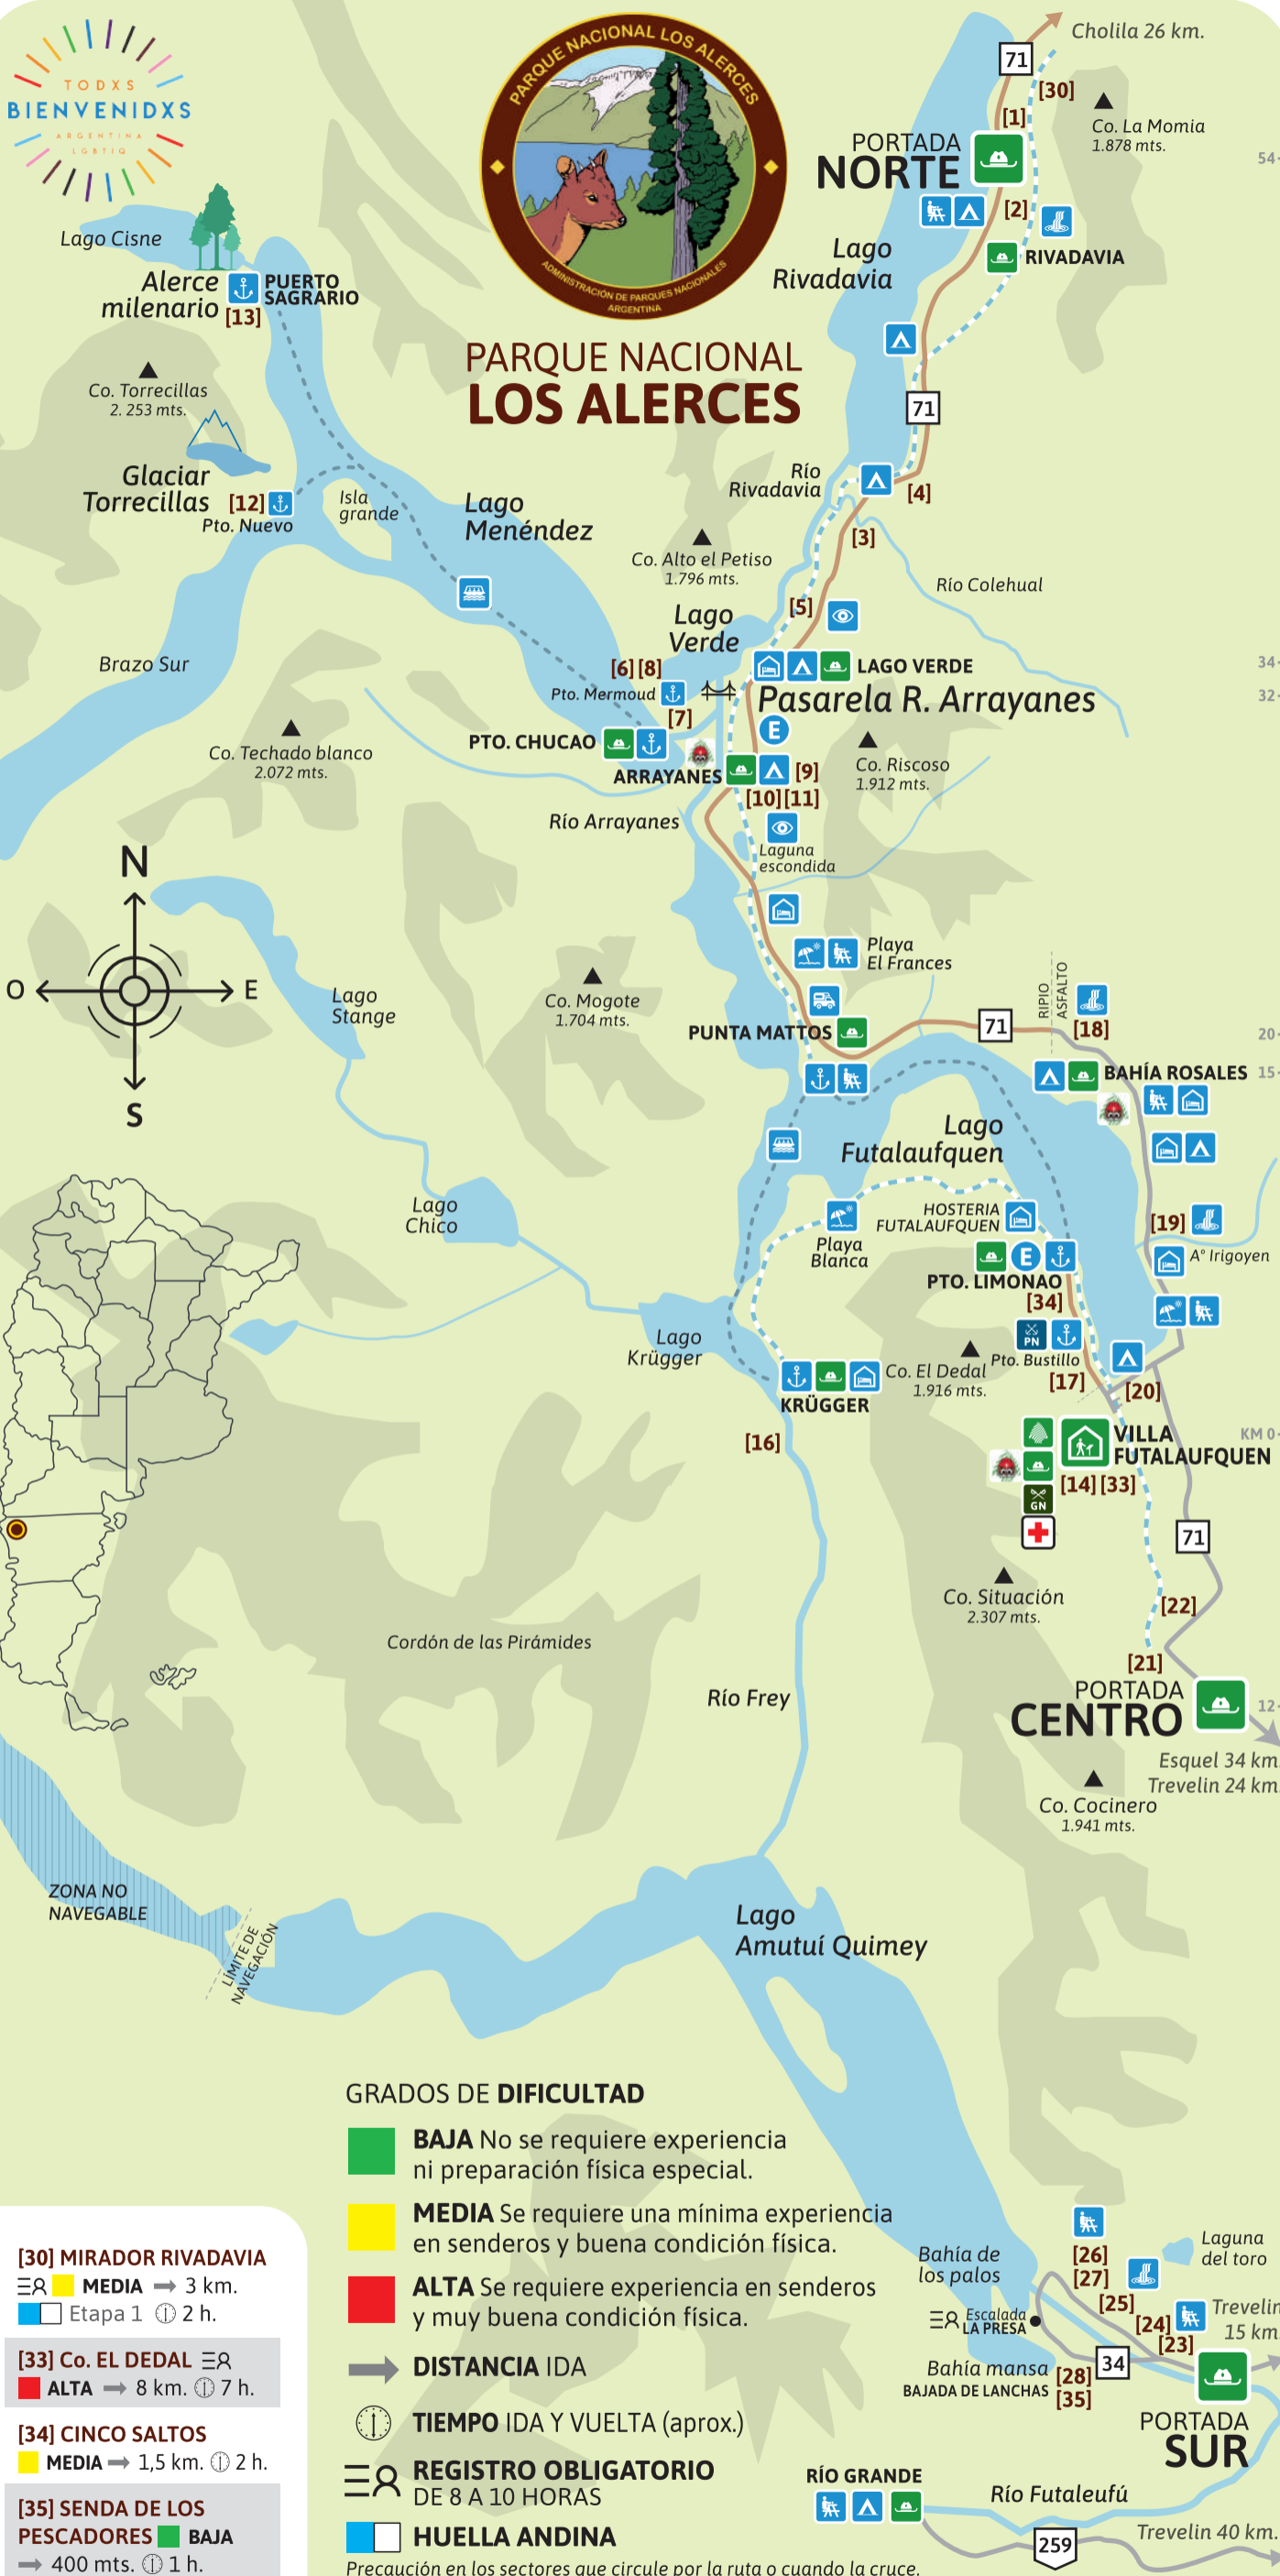 TODXS
BIENVENIDXS
ARGENTINA
LGBTIQ
PARQUE NACIONAL LOS ALERCES
ADMINISTRACIÓN DE PARQUES NACIONALES
ARGENTINA
PARQUE NACIONAL
LOS ALERCES
Cholila 26 km.
71
[30]
[1]
Co. La Momia
1.878 mts.
54
PORTADA
NORTE
[2]
RIVADAVIA
Lago
Rivadavia
Lago Cisne
Alerce
milenario
PUERTO
SAGRARIO
[13]
Co. Torrecillas
2. 253 mts.
71
Glaciar
Torrecillas
[12]
Pto. Nuevo
Isla
grande
Lago
Menéndez
Río
Rivadavia
[4]
[3]
Co. Alto el Petiso
1.796 mts.
Río Colehual
[5]
Lago
Verde
Brazo Sur
[6] [8]
Pto. Mermoud
[7]
LAGO VERDE
34
32
Pasarela R. Arrayanes
E
PTO. CHUCAO
ARRAYANES
[9]
[10] [11]
Co. Riscoso
1.912 mts.
Co. Techado blanco
2.072 mts.
Río Arrayanes
Laguna
escondida
N
O
E
S
Playa
El Frances
Lago
Stange
Co. Mogote
1.704 mts.
PUNTA MATTOS
71
RIPIO
ASFALTO
[18]
20
15
BAHÍA ROSALES
Lago
Futalaufquen
Lago
Chico
HOSTERIA
FUTALAUFQUEN
[19]
Playa
Blanca
Aº Irigoyen
E
PTO. LIMONAO
[34]
PN
Pto. Bustillo
[17]
Lago
Krügger
Co. El Dedal
1.916 mts.
[20]
KRÜGGER
[16]
KM 0
VILLA
FUTALAUFQUEN
[14] [33]
GN
71
Co. Situación
2.307 mts.
[22]
Cordón de las Pirámides
[21]
PORTADA
CENTRO
12
Río Frey
Esquel 34 km.
Trevelin 24 km.
Co. Cocinero
1.941 mts.
ZONA NO
NAVEGABLE
LÍMITE DE
NAVEGACIÓN
Lago
Amutuí Quimey
GRADOS DE DIFICULTAD
BAJA No se requiere experiencia
ni preparación física especial.
MEDIA Se requiere una mínima experiencia
en senderos y buena condición física.
ALTA Se requiere experiencia en senderos
y muy buena condición física.
DISTANCIA IDA
TIEMPO IDA Y VUELTA (aprox.)
REGISTRO OBLIGATORIO
DE 8 A 10 HORAS
HUELLA ANDINA
Precaución en los sectores que circule por la ruta o cuando la cruce.
[30] MIRADOR RIVADAVIA
MEDIA 3 km.
Etapa 1 2 h.
[33] Co. EL DEDAL
ALTA 8 km. 7 h.
[34] CINCO SALTOS
MEDIA 1,5 km. 2 h.
[35] SENDA DE LOS
PESCADORES BAJA
400 mts. 1 h.
Bahía de
los palos
[26]
[27]
Laguna
del toro
[25]
Escalada
LA PRESA
[24]
[23]
Trevelin
15 km.
34
Bahía mansa
BAJADA DE LANCHAS
[28]
[35]
PORTADA
SUR
RÍO GRANDE
Río Futaleufú
259
Trevelin 40 km.